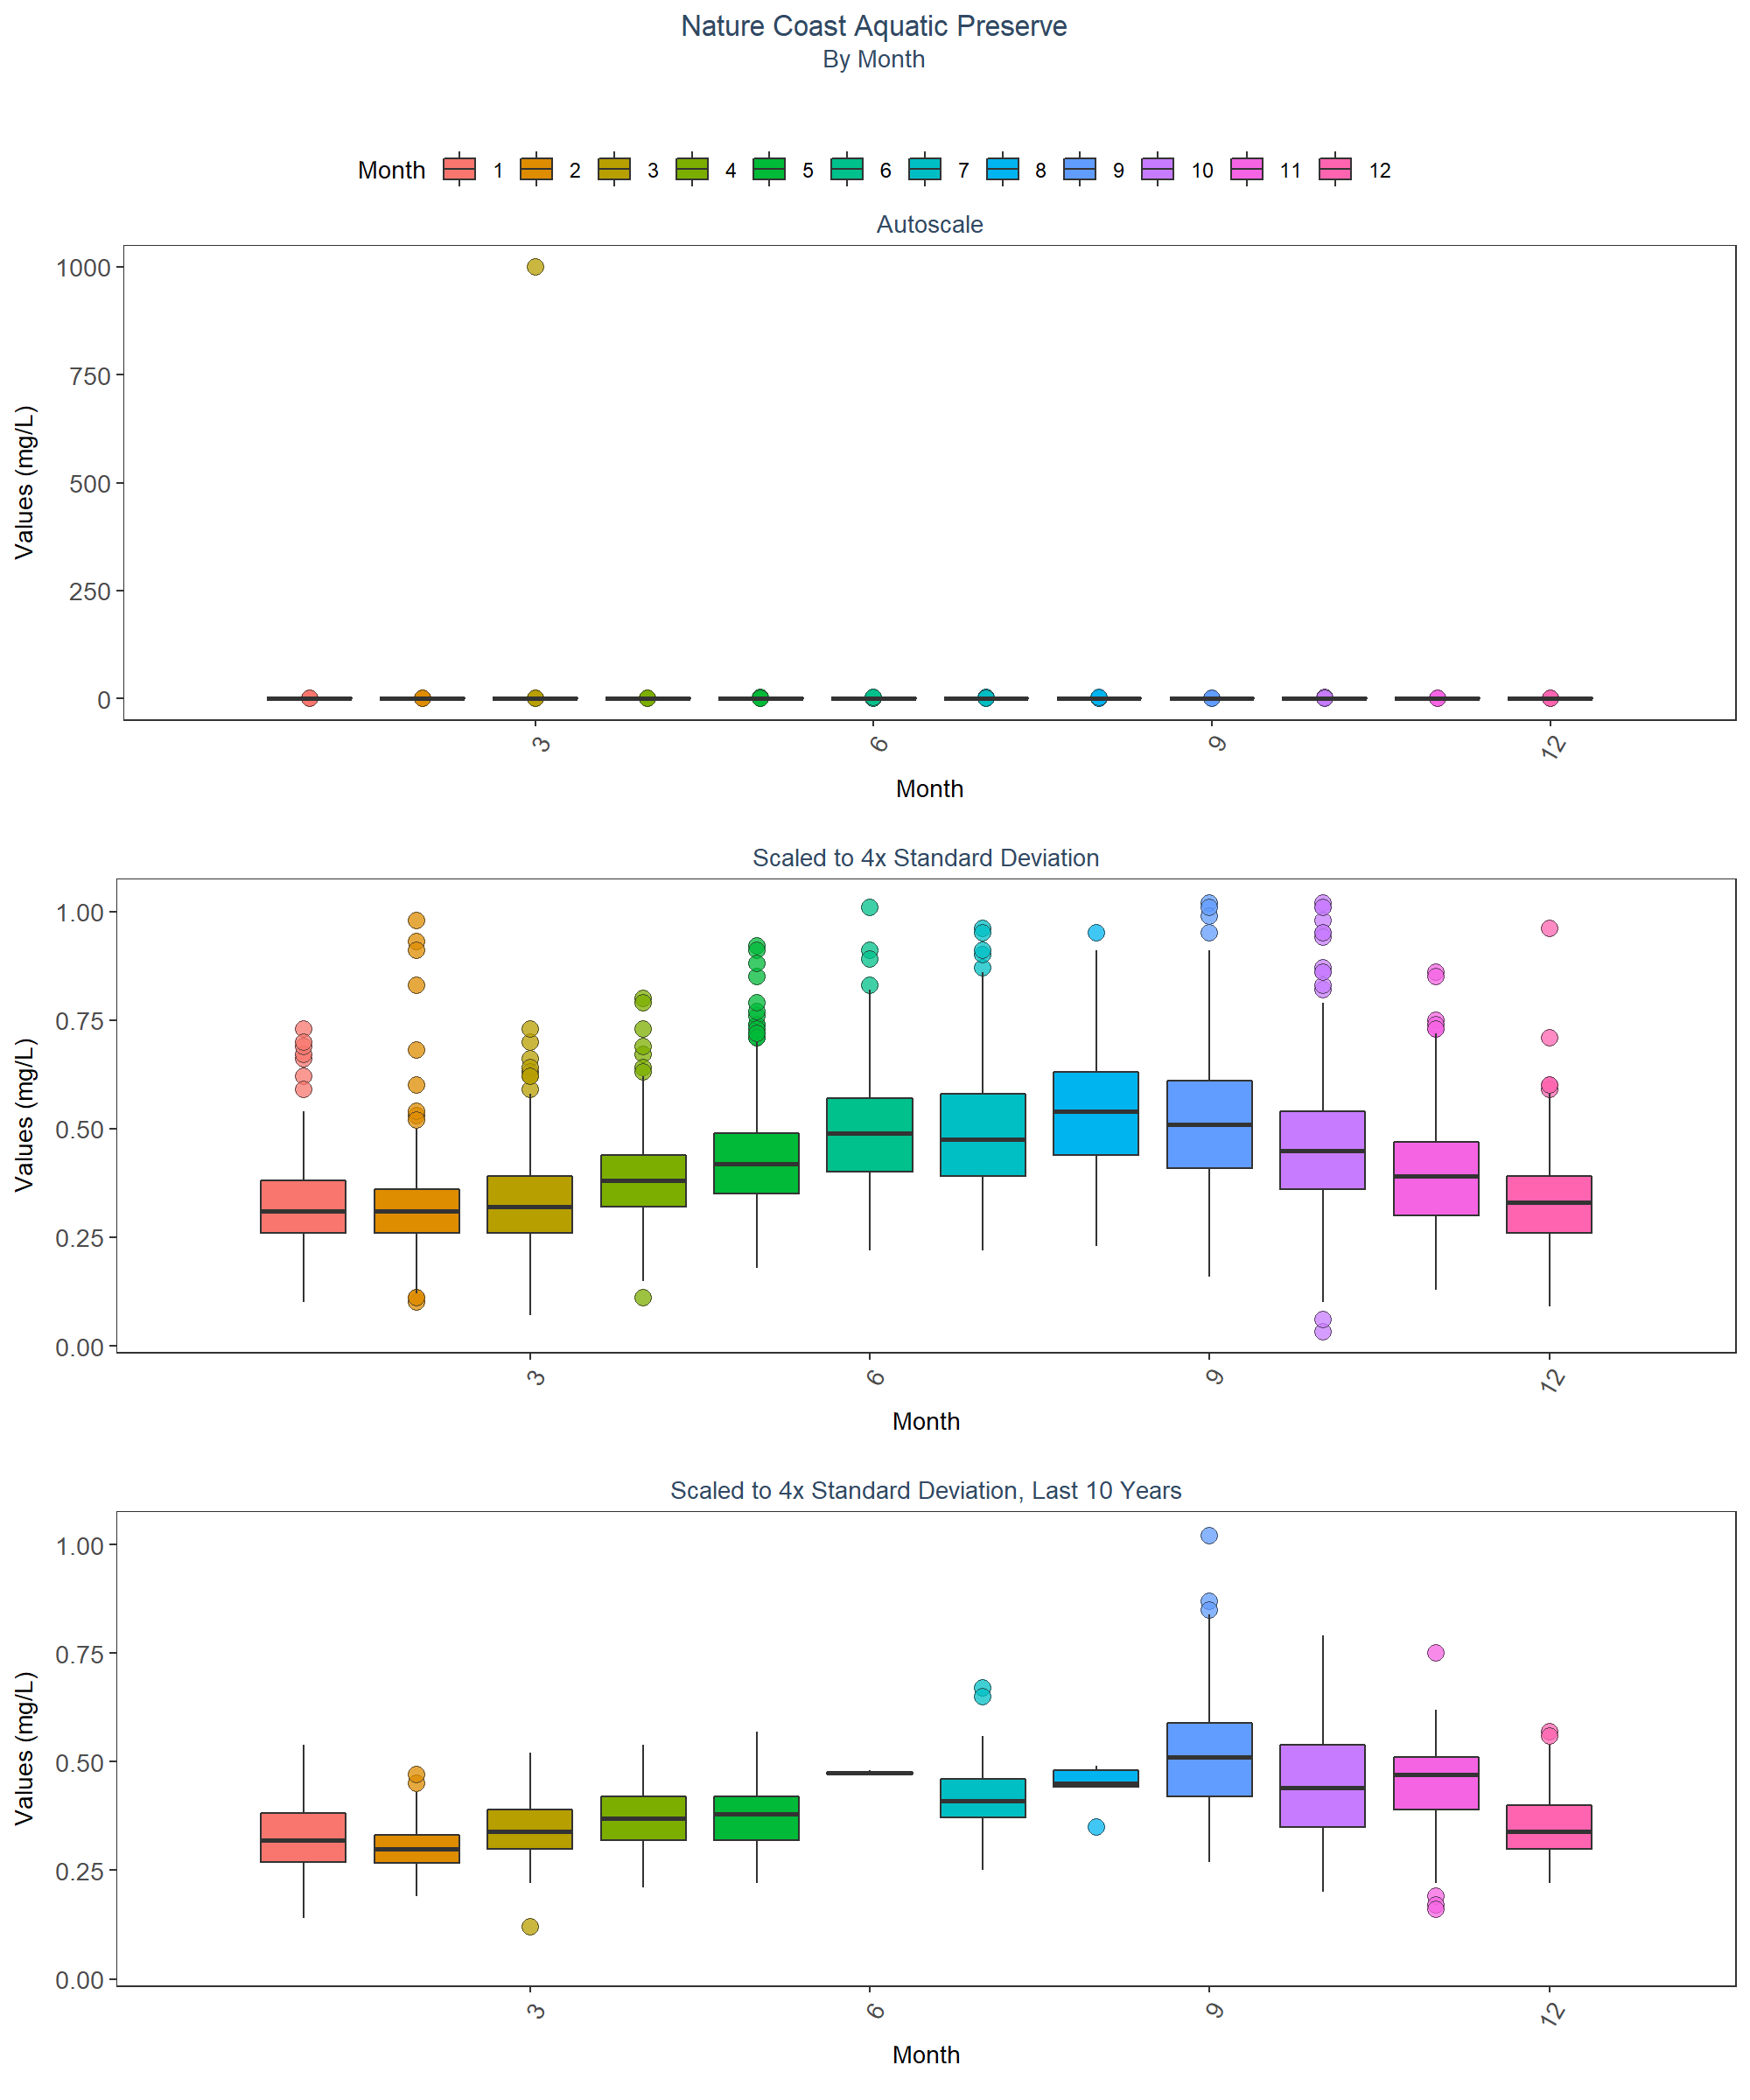 Nature Coast Aquatic Preserve
By Month
Month 1 2 3 4 5 6 7 8 9 10 11 12
Autoscale
Values (mg/L)
1000
750
500
250
0
3 6 9 12
Month
Scaled to 4x Standard Deviation
Values (mg/L)
1.00
0.75
0.50
0.25
0.00
3 6 9 12
Month
Scaled to 4x Standard Deviation, Last 10 Years
Values (mg/L)
1.00
0.75
0.50
0.25
0.00
3 6 9 12
Month